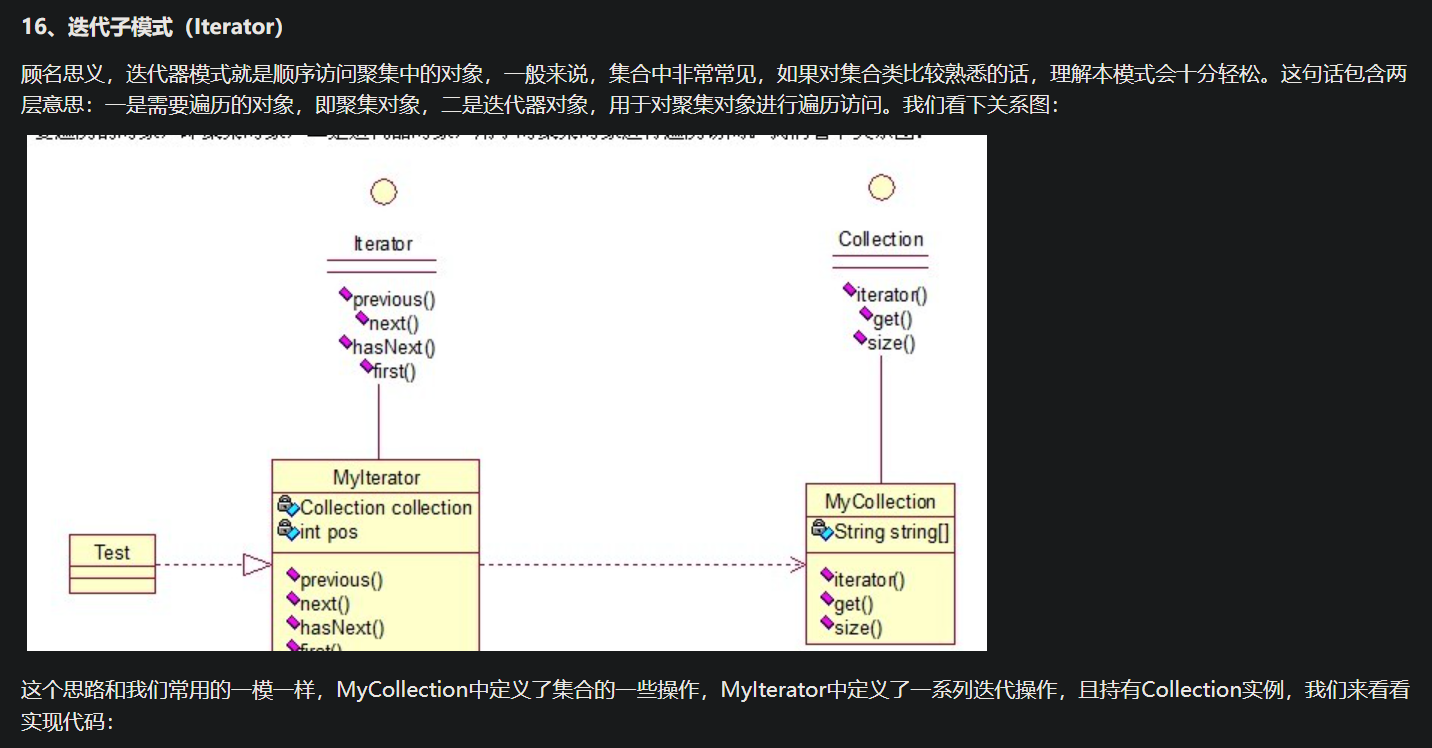 16、迭代子模式（Iterator）
顾名思义，迭代器模式就是顺序访问聚集中的对象，一般来说，集合中非常常见，如果对集合类比较熟悉的话，理解本模式会十分轻松。这句话包含两
层意思：一是需要遍历的对象，即聚集对象，二是迭代器对象，用于对聚集对象进行遍历访问。我们看下关系图：
Iterator
previous()
next()
hasNext()
first()
Collection
iterator()
get()
size()
Test
MyIterator
Collection collection
int pos
previous()
next()
hasNext()
first()
MyCollection
String string[]
iterator()
get()
size()
这个思路和我们常用的一模一样，MyCollection中定义了集合的一些操作，MyIterator中定义了一系列迭代操作，且持有Collection实例，我们来看看
实现代码：